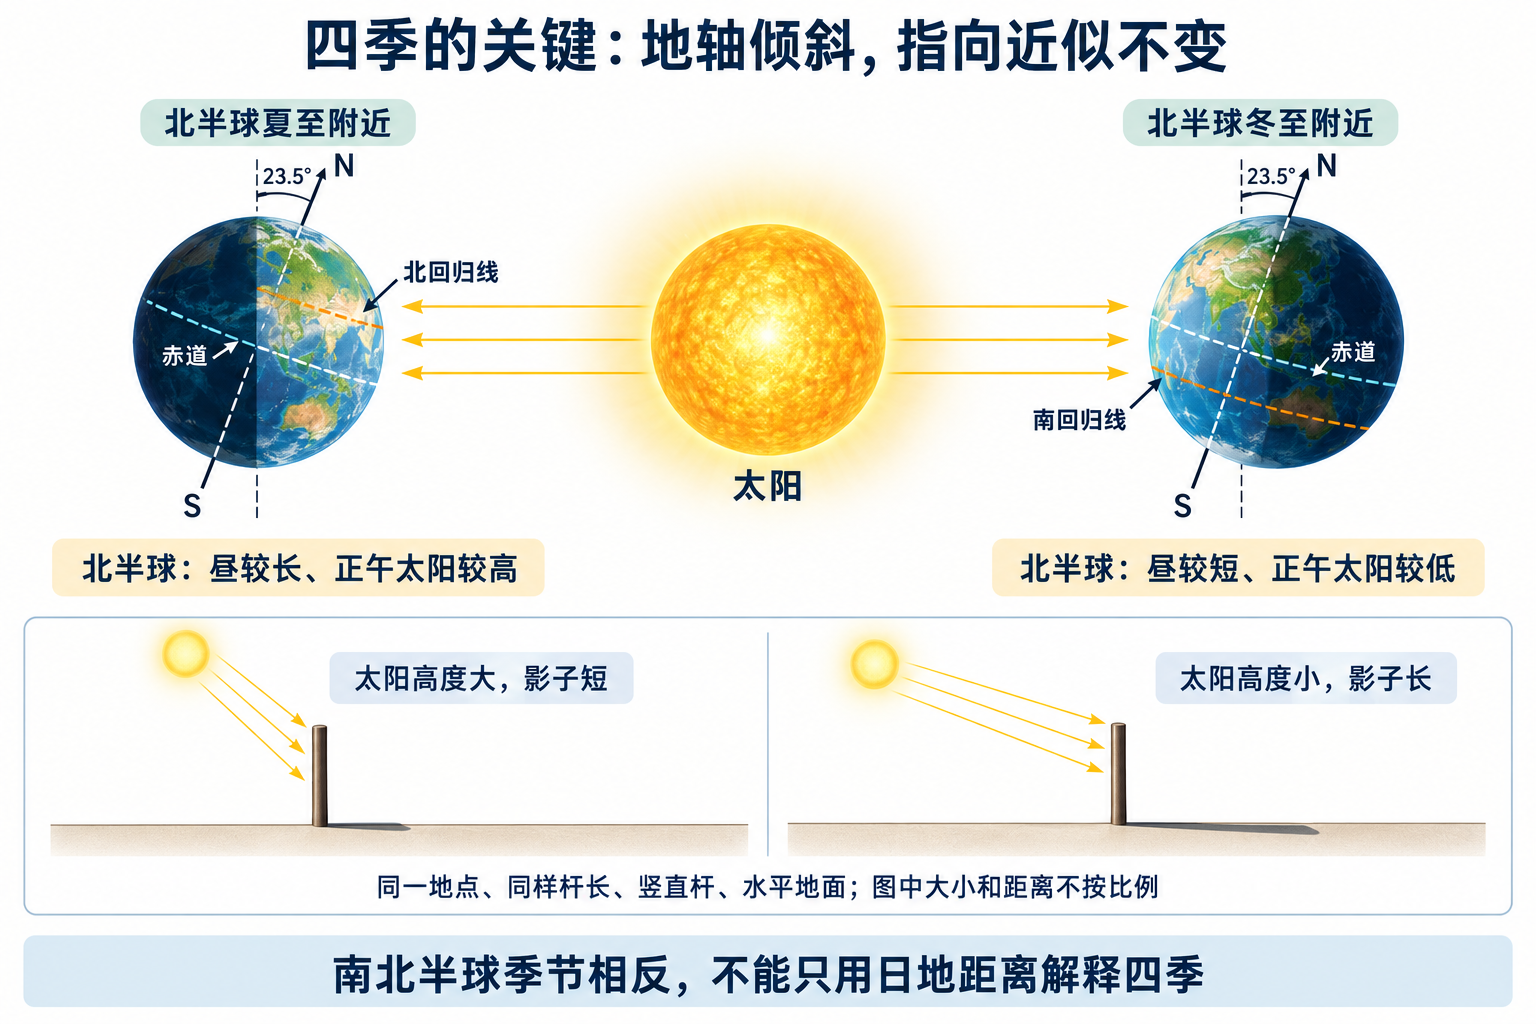 四季的关键：地轴倾斜，指向近似不变
北半球夏至附近
北半球冬至附近
23.5°
N
23.5°
N
北回归线
赤道
赤道
南回归线
太阳
S
S
北半球：昼较长、正午太阳较高
北半球：昼较短、正午太阳较低
太阳高度大，影子短
太阳高度小，影子长
同一地点、同样杆长、竖直杆、水平地面；图中大小和距离不按比例
南北半球季节相反，不能只用日地距离解释四季